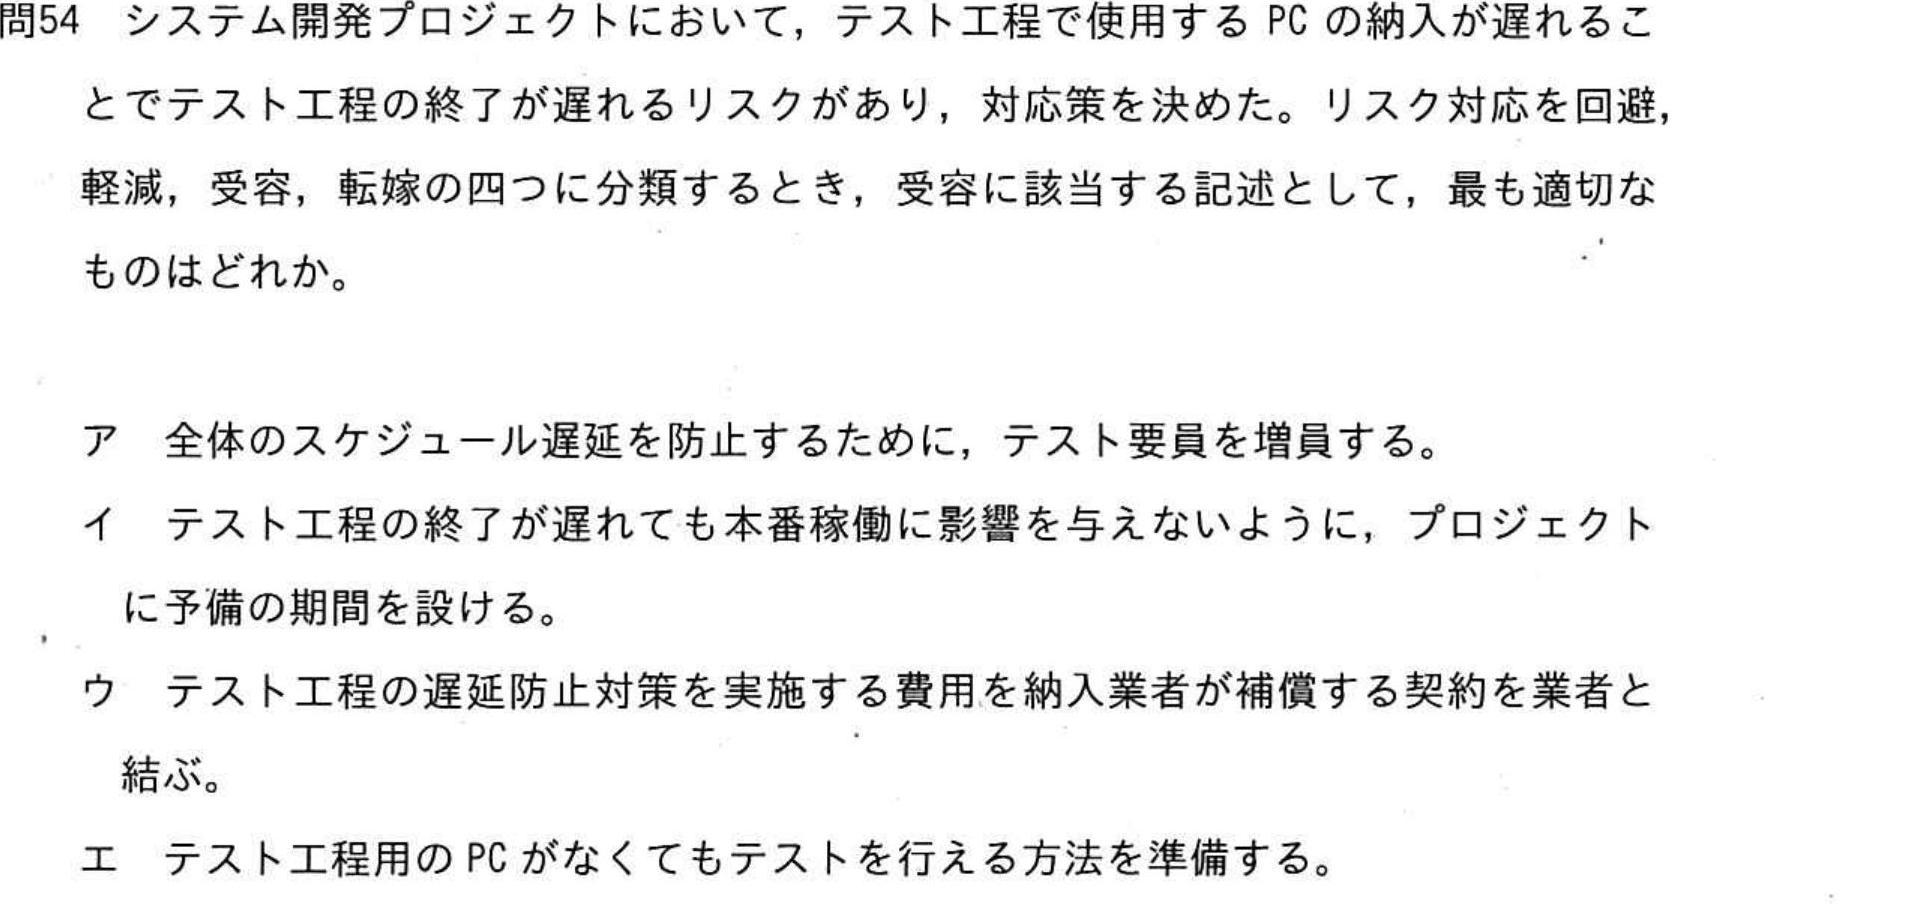 問54 システム開発プロジェクトにおいて，テスト工程で使用する PC の納入が遅れるこ
とでテスト工程の終了が遅れるリスクがあり，対応策を決めた。リスク対応を回避，
軽減，受容，転嫁の四つに分類するとき，受容に該当する記述として，最も適切な
ものはどれか。
ア 全体のスケジュール遅延を防止するために，テスト要員を増員する。
イ テスト工程の終了が遅れても本番稼働に影響を与えないように，プロジェクト
に予備の期間を設ける。
ウ テスト工程の遅延防止対策を実施する費用を納入業者が補償する契約を業者と
結ぶ。
エ テスト工程用の PC がなくてもテストを行える方法を準備する。